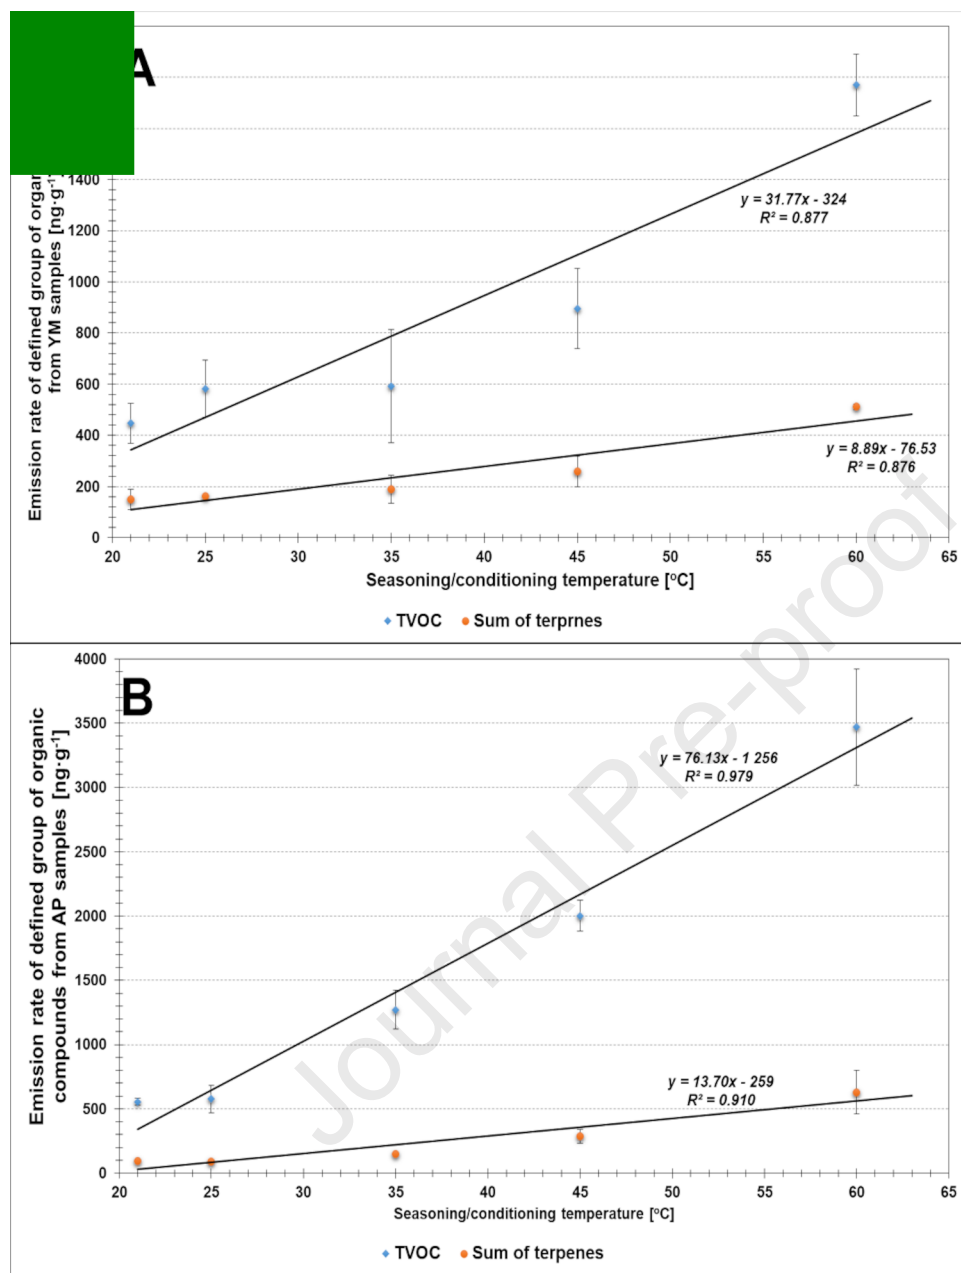 A
1400
1200
1000
800
600
400
200
0
Emission rate of defined group of
from YM samples [ng·g⁻¹
y = 31.77x - 324
R² = 0.877
y = 8.89x - 76.53
R² = 0.876
20 25 30 35 40 45 50 55 60 65
Seasoning/conditioning temperature [°C]
TVOC Sum of terprnes
B
4000
3500
3000
2500
2000
1500
1000
500
0
Emission rate of defined group of organic
compounds from AP samples [ng·g⁻¹]
y = 76.13x - 1 256
R² = 0.979
y = 13.70x - 259
R² = 0.910
20 25 30 35 40 45 50 55 60 65
Seasoning/conditioning temperature [°C]
TVOC Sum of terpenes
Journal Pre-proof